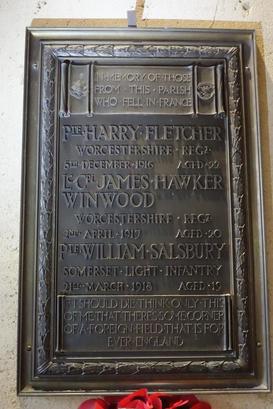 IN·MEMORY·OF·THOSE
FROM·THIS·PARISH
WHO·FELL·IN·FRANCE
PTE HARRY·FLETCHER
WORCESTERSHIRE·REGT
5TH DECEMBER·1916 AGED·22
L·CPL JAMES·HAWKER
WINWOOD
WORCESTERSHIRE·REGT
APRIL·1917 AGED·20
PTE WILLIAM·SALSBURY
SOMERSET·LIGHT·INFANTRY
21ST MARCH·1918 AGED·19
IF·I·SHOULD·DIE·THINK·ONLY·THIS
OF·ME·THAT·THERE'S·SOME·CORNER
OF·A·FOREIGN·FIELD·THAT·IS·FOR
EVER·ENGLAND